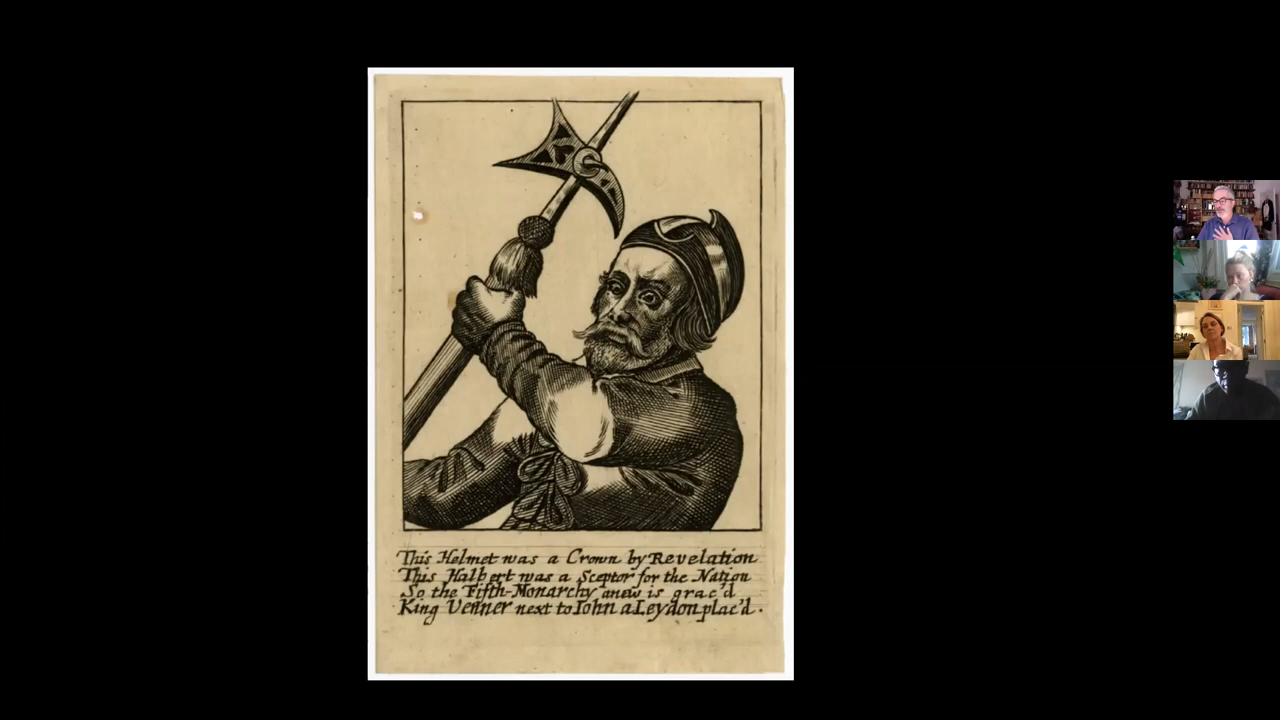 This Helmet was a Crown by Revelation
This Halbert was a Sceptor for the Nation
So the Fifth-Monarchy anew is grac'd
King Venner next to Iohn a Leydon plac'd.